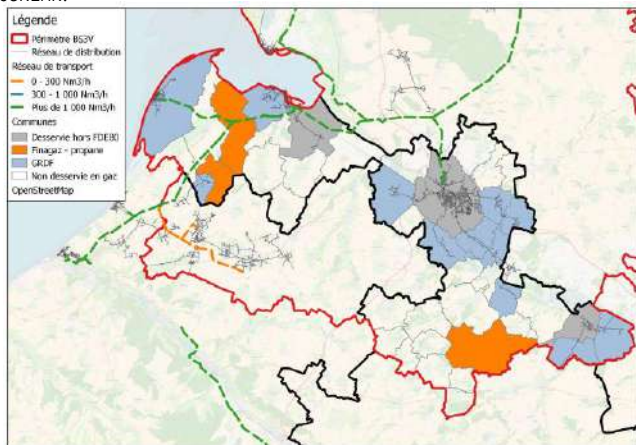 Légende
Périmètre BS3V
Réseau de distribution
Réseau de transport
0 - 300 Nm3/h
300 - 1 000 Nm3/h
Plus de 1 000 Nm3/h
Communes
Desservie hors FDE80
Finagaz - propane
GRDF
Non desservie en gaz
OpenStreetMap